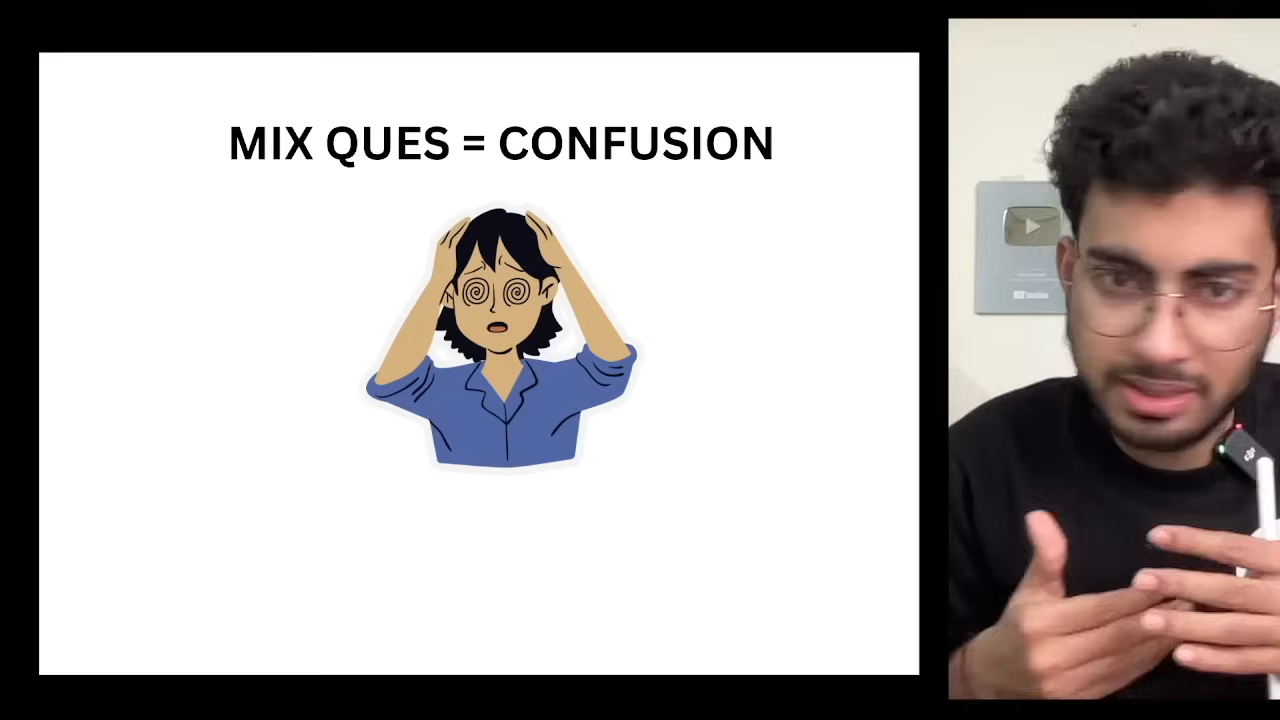 MIX QUES = CONFUSION